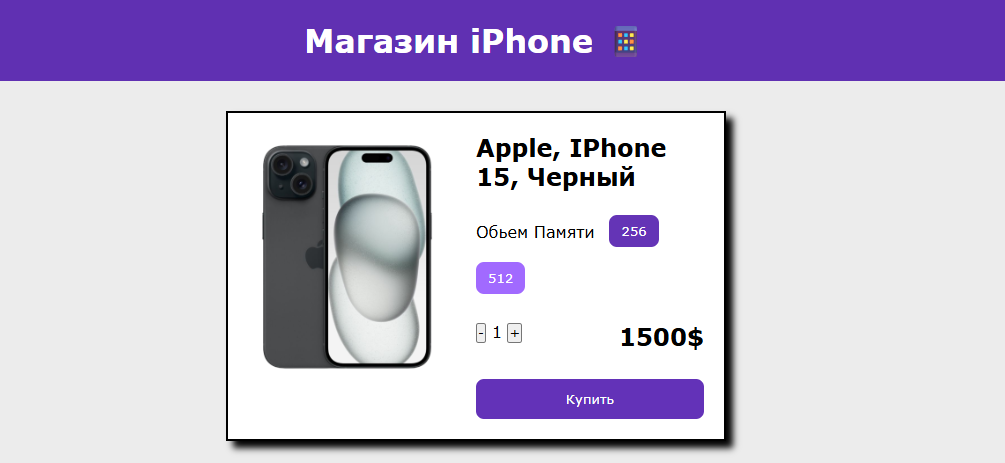 Магазин iPhone
Apple, IPhone
15, Черный
Обьем Памяти 256
512
- 1 + 1500$
Купить